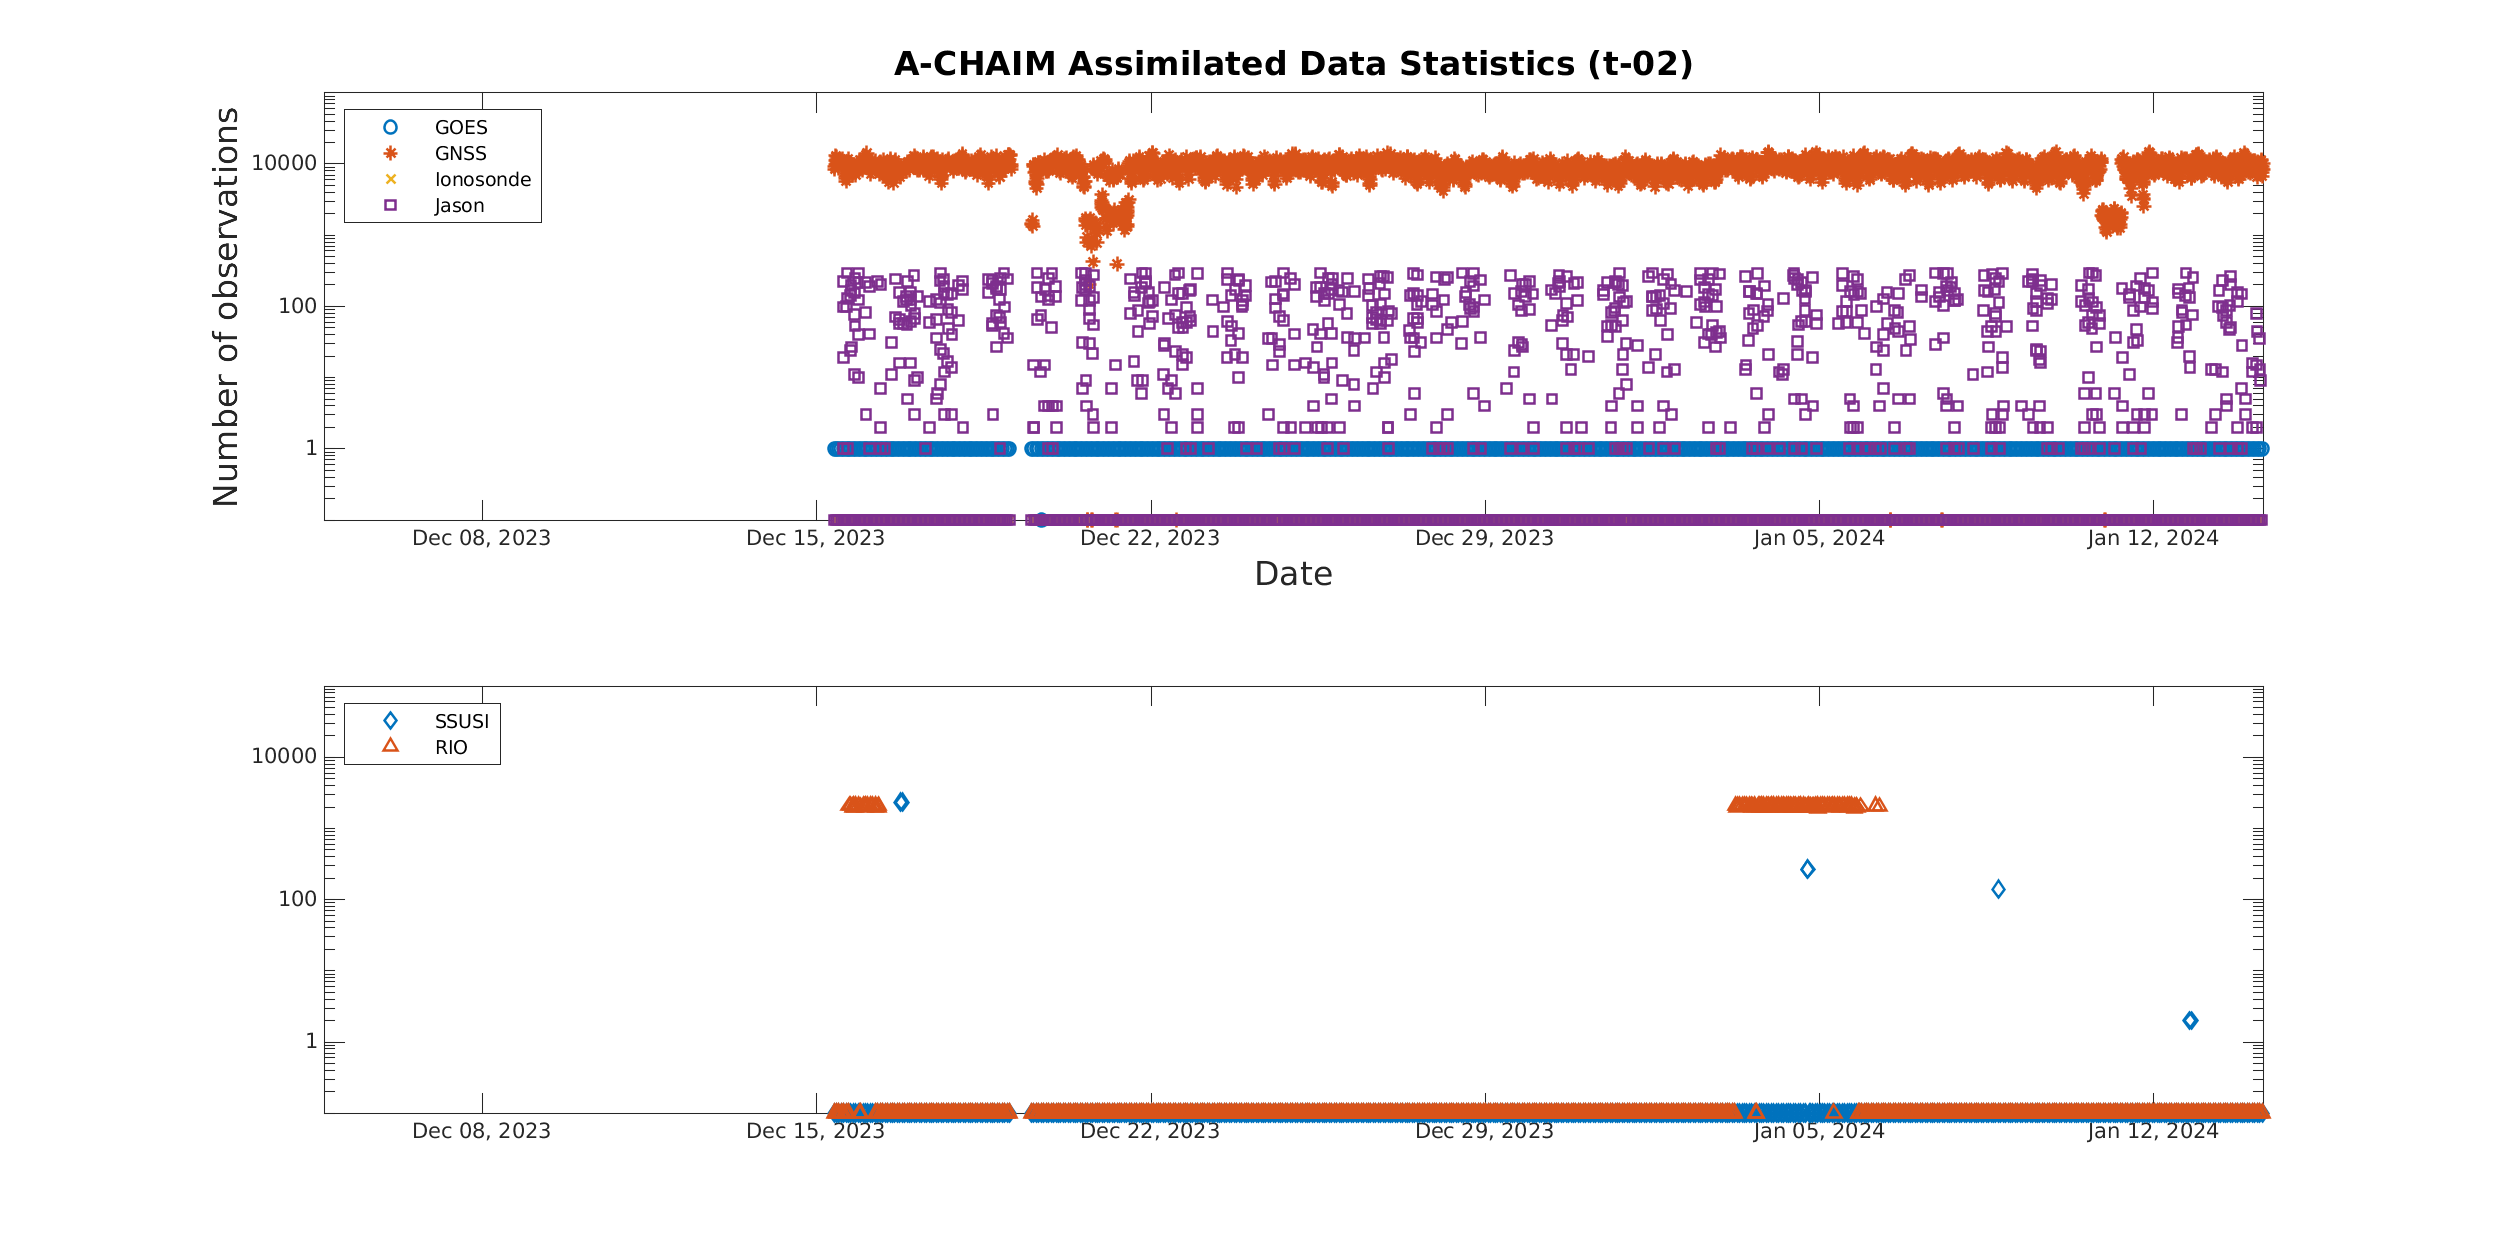 A-CHAIM Assimilated Data Statistics (t-02)
Number of observations
10000
100
1
GOES
GNSS
Ionosonde
Jason
Dec 08, 2023 Dec 15, 2023 Dec 22, 2023 Dec 29, 2023 Jan 05, 2024 Jan 12, 2024
Date
10000
100
1
SSUSI
RIO
Dec 08, 2023 Dec 15, 2023 Dec 22, 2023 Dec 29, 2023 Jan 05, 2024 Jan 12, 2024